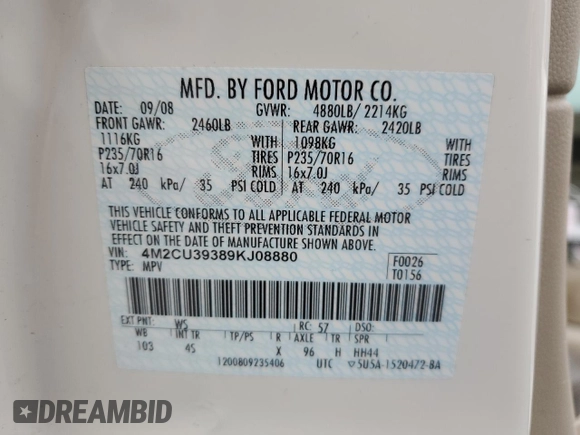 MFD. BY FORD MOTOR CO.
DATE: 09/08 GVWR: 4880LB/ 2214KG
FRONT GAWR: 2460LB REAR GAWR: 2420LB
1116KG WITH 1098KG WITH
P235/70R16 TIRES P235/70R16 TIRES
16x7.0J RIMS 16x7.0J RIMS
AT 240 kPa/ 35 PSI COLD AT 240 kPa/ 35 PSI COLD
THIS VEHICLE CONFORMS TO ALL APPLICABLE FEDERAL MOTOR
VEHICLE SAFETY AND THEFT PREVENTION STANDARDS IN
EFFECT ON THE DATE OF MANUFACTURE SHOWN ABOVE.
VIN: 4M2CU39389KJ08880 F0026
TYPE: MPV T0156
EXT PNT: WS RC: 57 DSO:
WB INT TR TP/PS R AXLE TR SPR
103 45 X 96 H HH44
1200809235406 UTC ▽5U5A-1520472-BA
DREAMBID